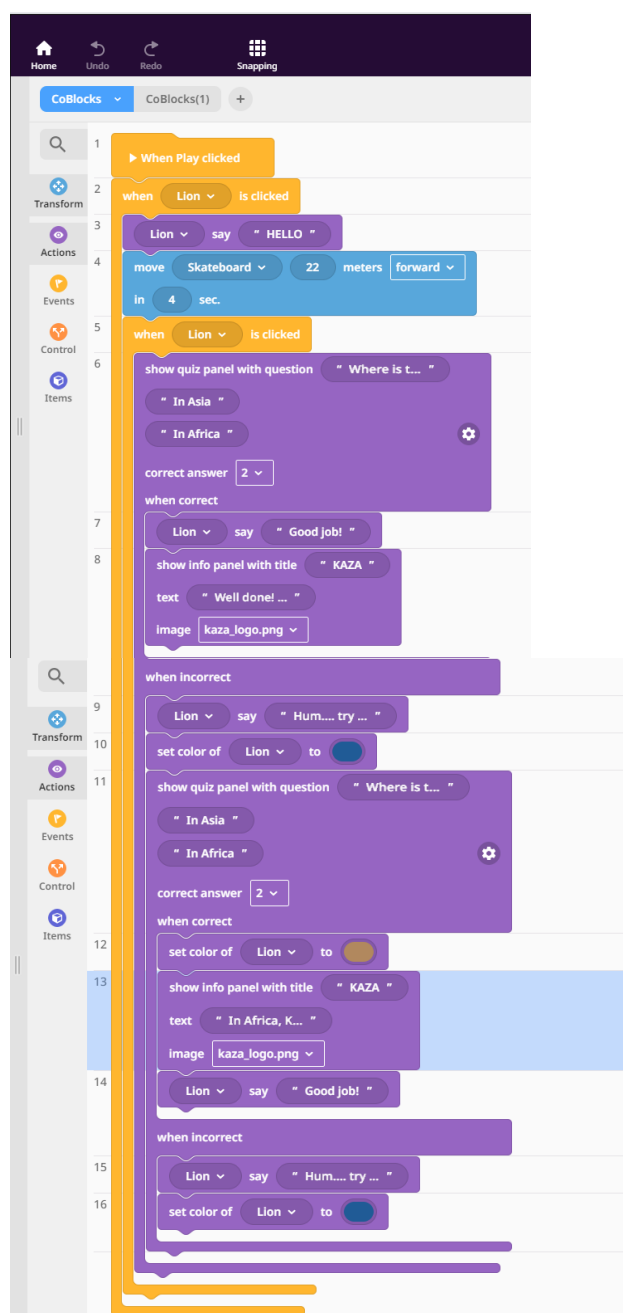 Home Undo Redo Snapping
CoBlocks CoBlocks(1) +
1 When Play clicked
Transform
2 when Lion is clicked
Actions
3 Lion say " HELLO "
Events
4 move Skateboard 22 meters forward
in 4 sec.
Control
5 when Lion is clicked
Items
6 show quiz panel with question " Where is t... "
" In Asia "
" In Africa "
correct answer 2
when correct
7 Lion say " Good job! "
8 show info panel with title " KAZA "
text " Well done! ... "
image kaza_logo.png
when incorrect
Transform
9 Lion say " Hum.... try ... "
10 set color of Lion to
Actions
11 show quiz panel with question " Where is t... "
Events
" In Asia "
" In Africa "
Control
correct answer 2
Items
when correct
12 set color of Lion to
13 show info panel with title " KAZA "
text " In Africa, K... "
image kaza_logo.png
14 Lion say " Good job! "
when incorrect
15 Lion say " Hum.... try ... "
16 set color of Lion to